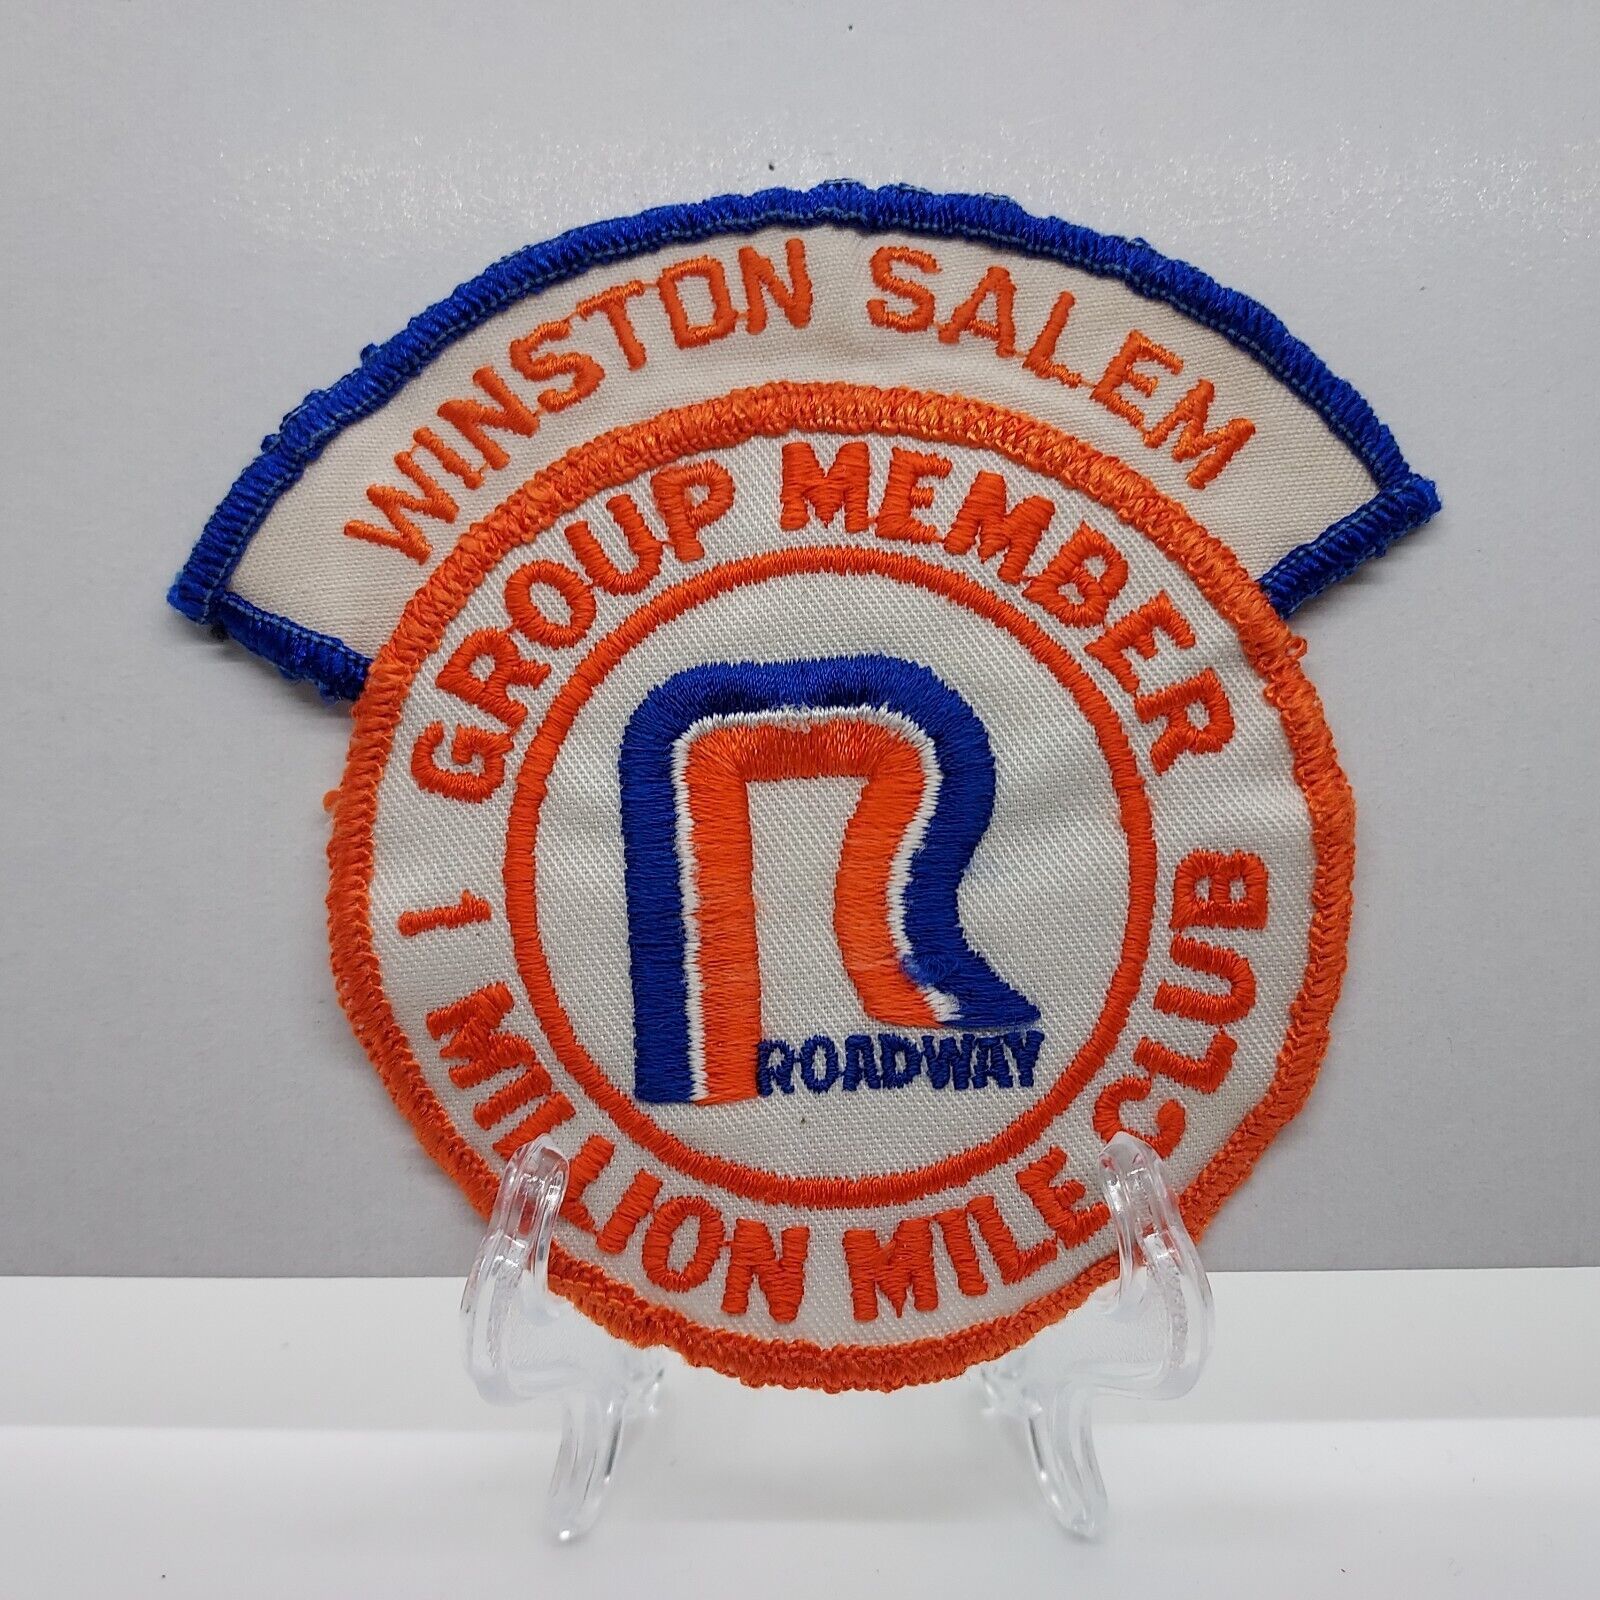 WINSTON SALEM
GROUP MEMBER
1 MILLION MILE CLUB
ROADWAY